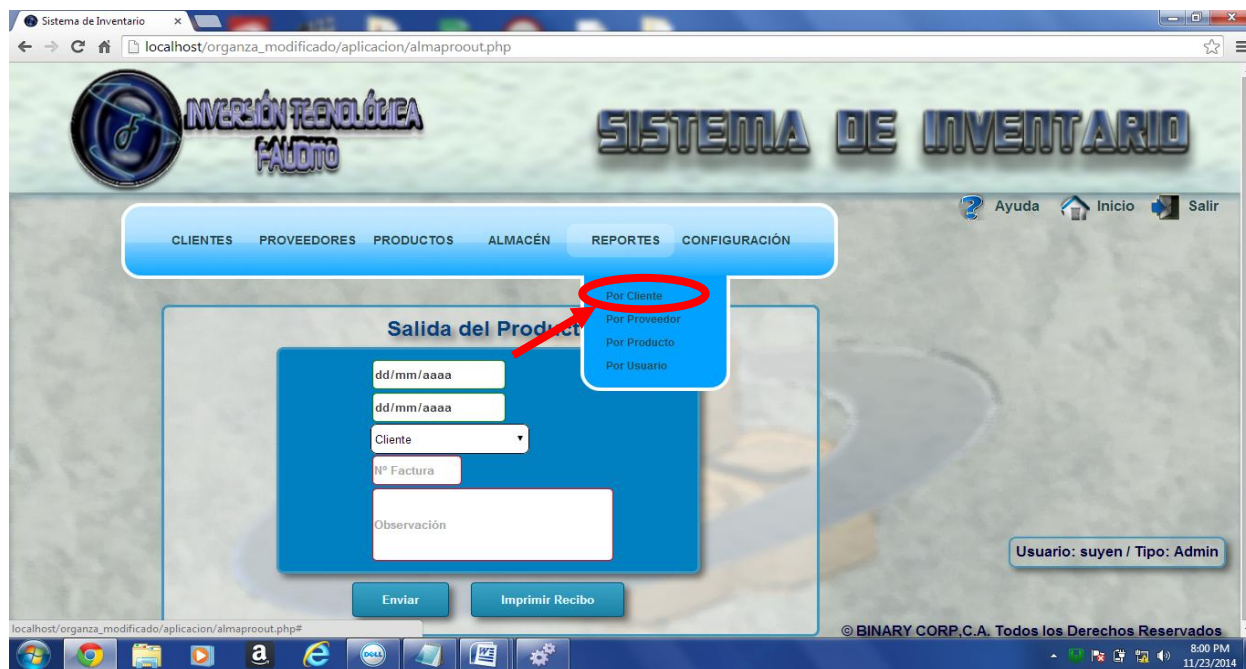 Sistema de Inventario
localhost/organza_modificado/aplicacion/almaproout.php
INVERSIÓN TECNOLÓGICA
FAUDITO
SISTEMA DE INVENTARIO
Ayuda Inicio Salir
CLIENTES PROVEEDORES PRODUCTOS ALMACÉN REPORTES CONFIGURACIÓN
Por Cliente
Por Proveedor
Por Producto
Por Usuario
Salida del Product
dd/mm/aaaa
dd/mm/aaaa
Cliente
Nº Factura
Observación
Enviar Imprimir Recibo
Usuario: suyen / Tipo: Admin
localhost/organza_modificado/aplicacion/almaproout.php#
© BINARY CORP,C.A. Todos los Derechos Reservados
8:00 PM
11/23/2014